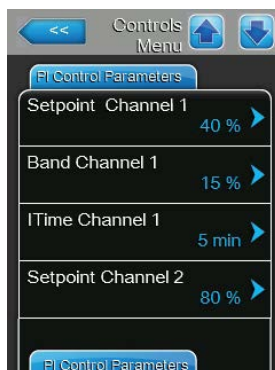 <<
Controls
Menu
PI Control Parameters
Setpoint Channel 1
40 %
Band Channel 1
15 %
ITime Channel 1
5 min
Setpoint Channel 2
80 %
PI Control Parameters